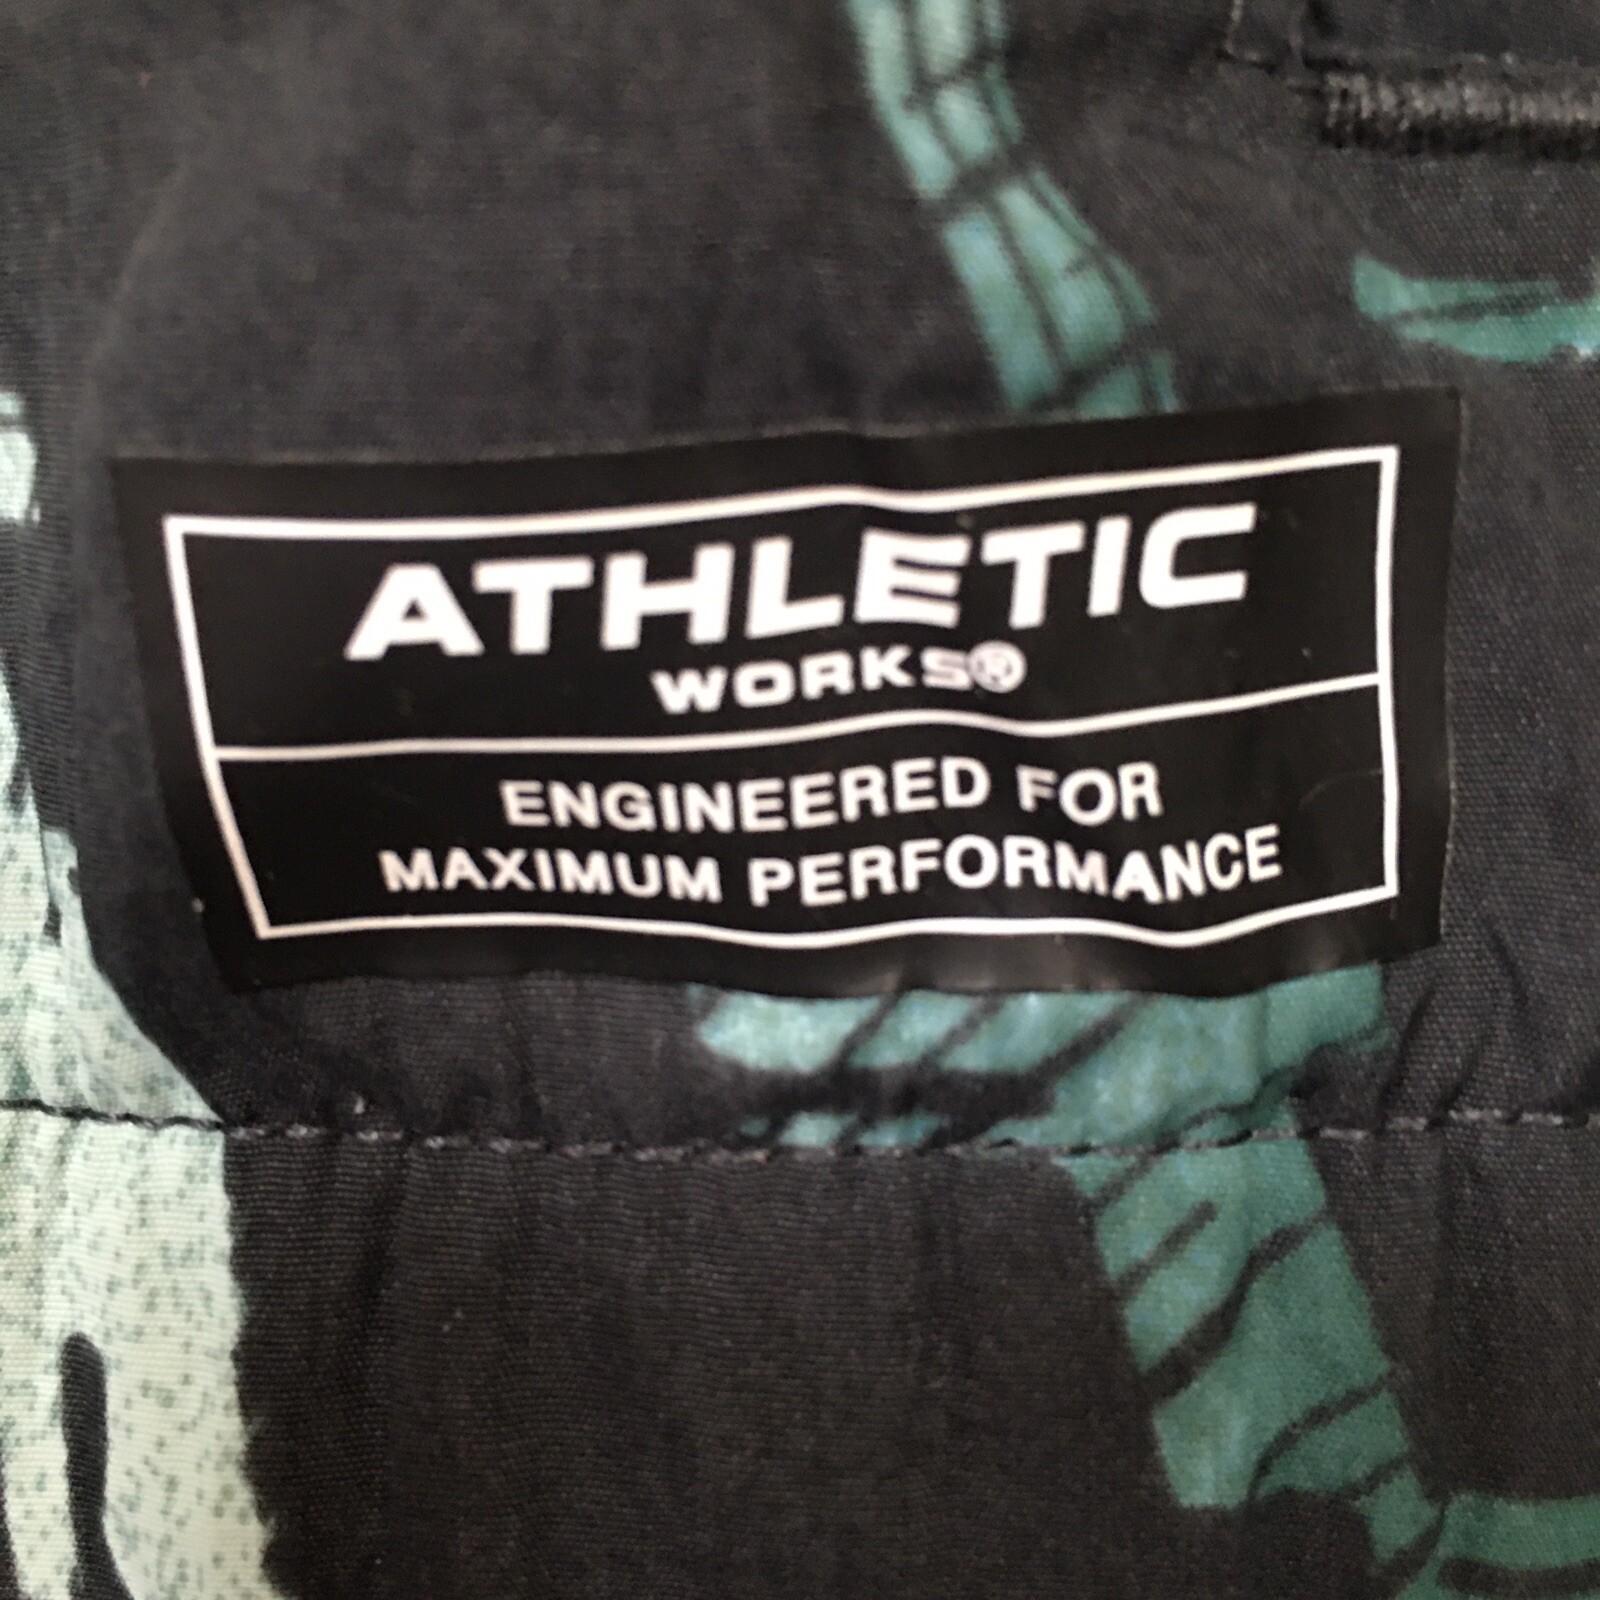 ATHLETIC
WORKS®
ENGINEERED FOR
MAXIMUM PERFORMANCE